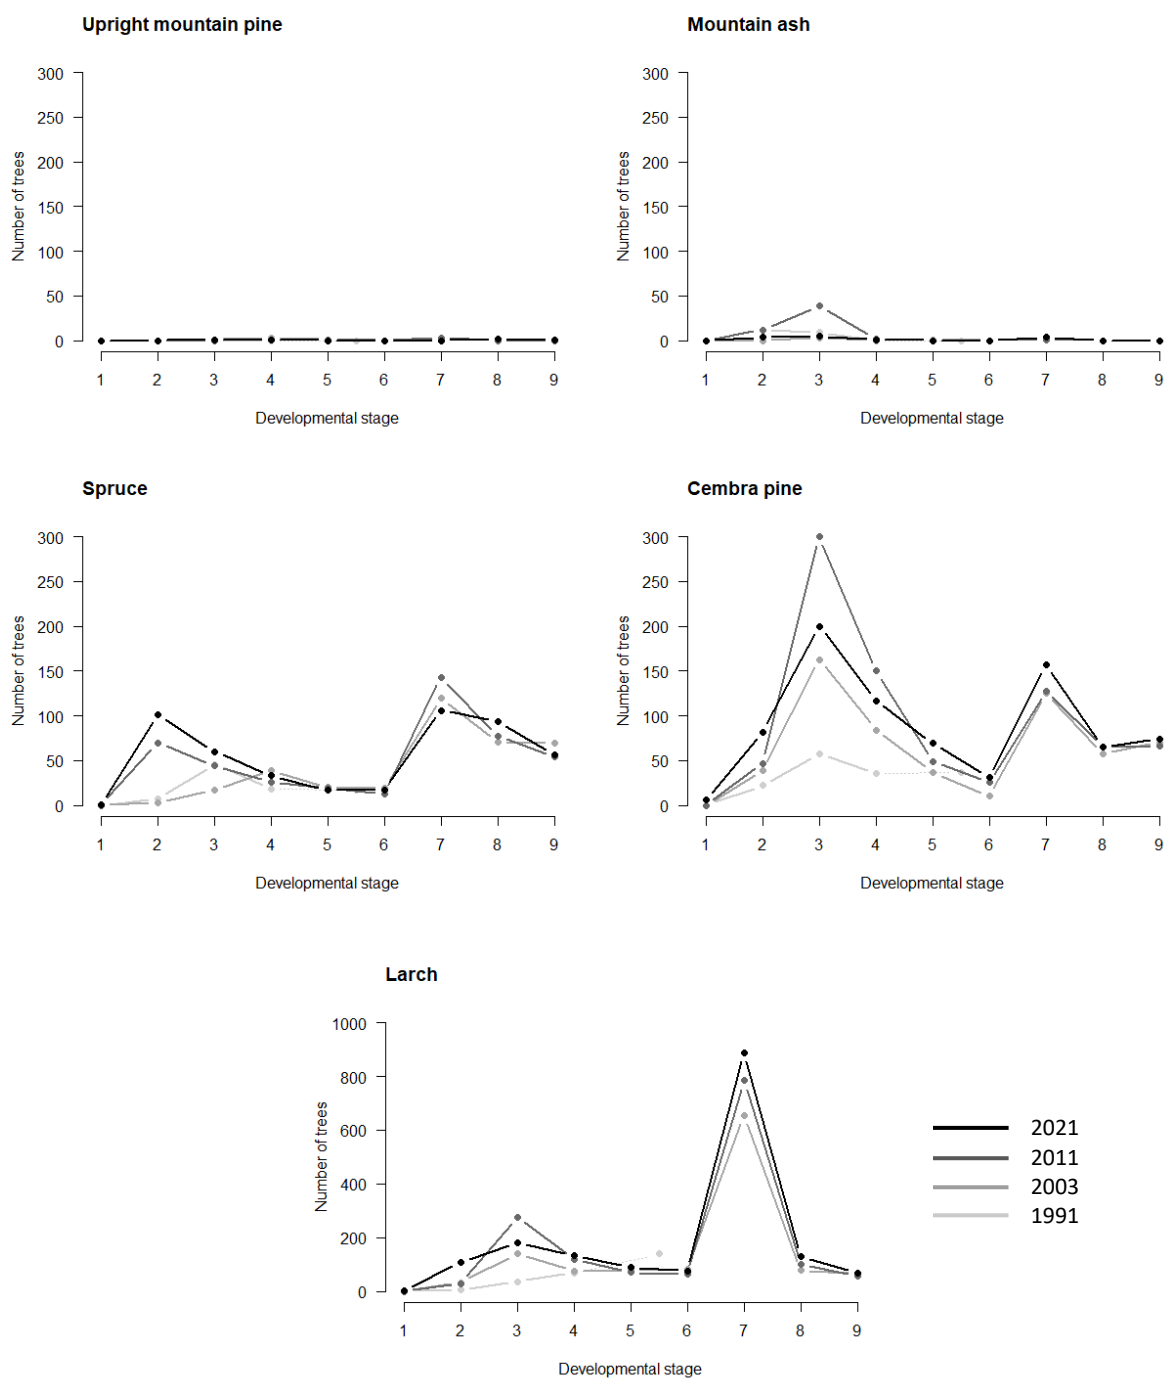 Upright mountain pine
Number of trees
300
250
200
150
100
50
0
1 2 3 4 5 6 7 8 9
Developmental stage
Mountain ash
Number of trees
300
250
200
150
100
50
0
1 2 3 4 5 6 7 8 9
Developmental stage
Spruce
Number of trees
300
250
200
150
100
50
0
1 2 3 4 5 6 7 8 9
Developmental stage
Cembra pine
Number of trees
300
250
200
150
100
50
0
1 2 3 4 5 6 7 8 9
Developmental stage
Larch
Number of trees
1000
800
600
400
200
0
1 2 3 4 5 6 7 8 9
Developmental stage
2021
2011
2003
1991